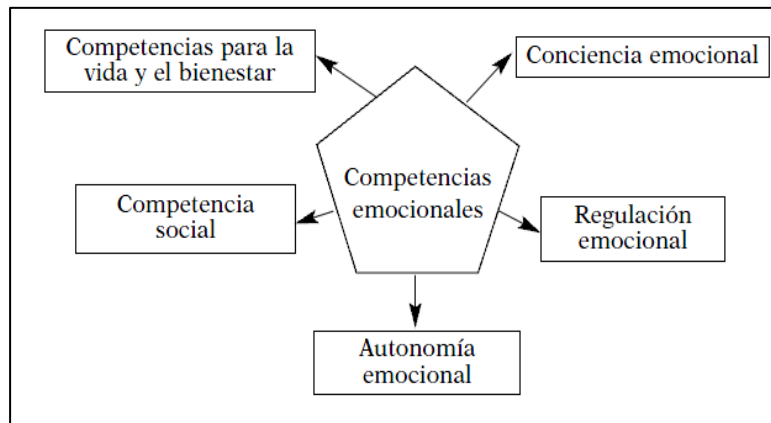 Competencias para la
vida y el bienestar
Conciencia emocional
Competencias
emocionales
Competencia
social
Regulación
emocional
Autonomía
emocional